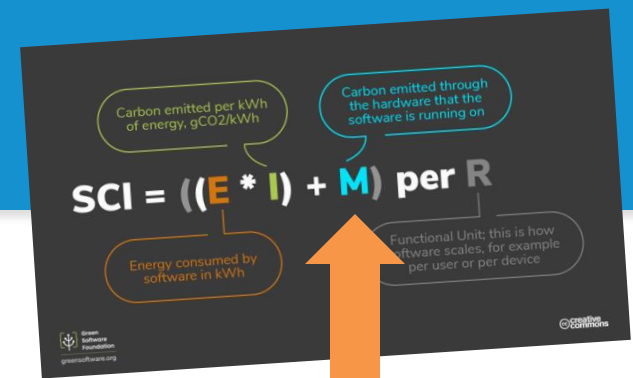 Carbon emitted per kWh
of energy, gCO2/kWh
Carbon emitted through
the hardware that the
software is running on
SCI = ((E * I) + M) per R
Energy consumed by
software in kWh
Functional Unit; this is how
software scales, for example
per user or per device
Green
Software
Foundation
greensoftware.org
cc creative
commons